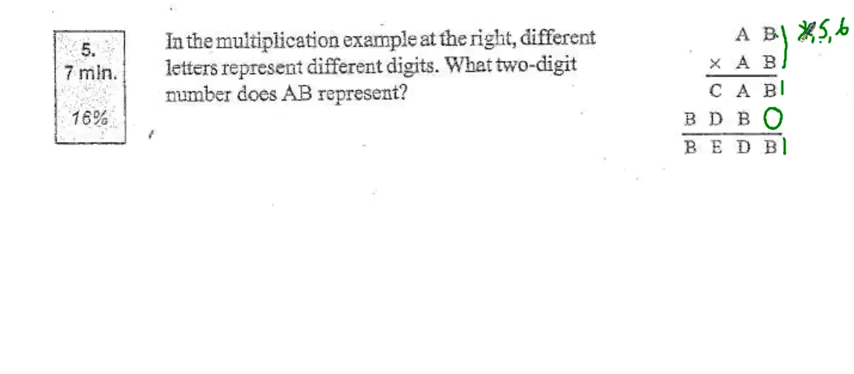 5.
7 min.
16%
In the multiplication example at the right, different
letters represent different digits. What two-digit
number does AB represent?
A B
× A B
C A B
B D B 0
B E D B
5, 6